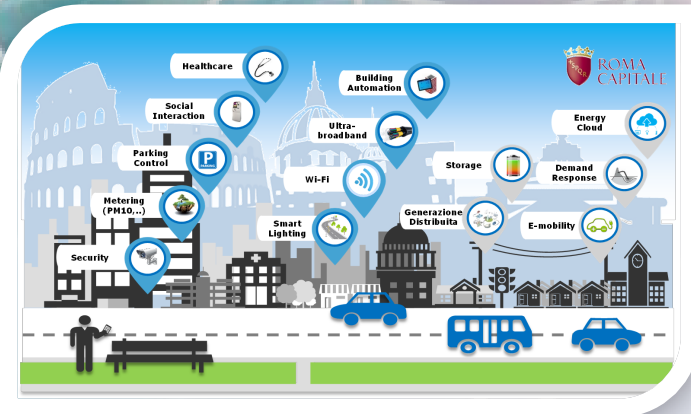 Healthcare
Building
Automation
ROMA
CAPITALE
Social
Interaction
Ultra-
broadband
Energy
Cloud
Parking
Control
P
Wi-Fi
Storage
Demand
Response
Metering
(PM10,..)
Smart
Lighting
Generazione
Distribuita
E-mobility
Security